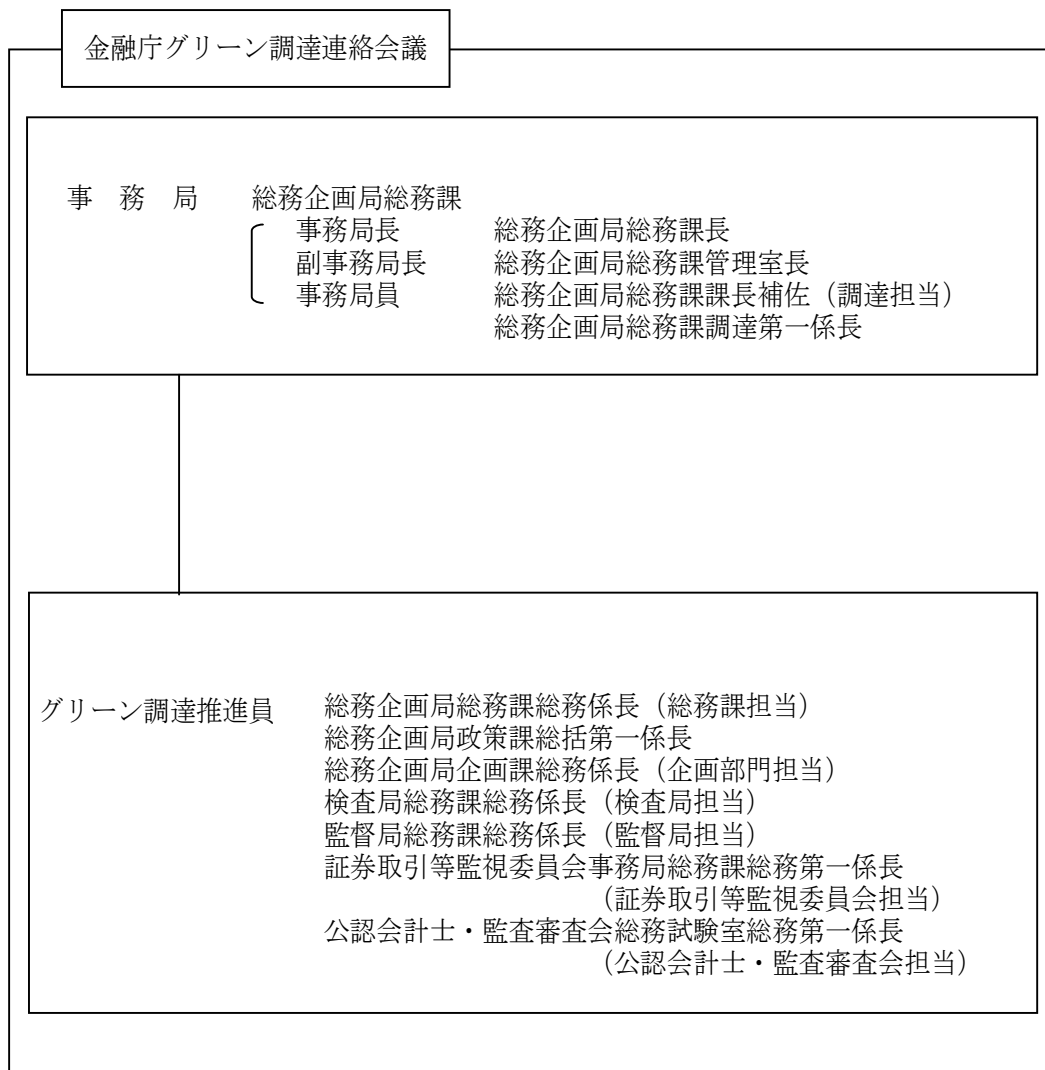 金融庁グリーン調達連絡会議
事　務　局　　総務企画局総務課
事務局長　　総務企画局総務課長
副事務局長　　総務企画局総務課管理室長
事務局員　　総務企画局総務課課長補佐（調達担当）
総務企画局総務課調達第一係長
グリーン調達推進員　　総務企画局総務課総務係長（総務課担当）
総務企画局政策課総括第一係長
総務企画局企画課総務係長（企画部門担当）
検査局総務課総務係長（検査局担当）
監督局総務課総務係長（監督局担当）
証券取引等監視委員会事務局総務課総務第一係長
（証券取引等監視委員会担当）
公認会計士・監査審査会総務試験室総務第一係長
（公認会計士・監査審査会担当）